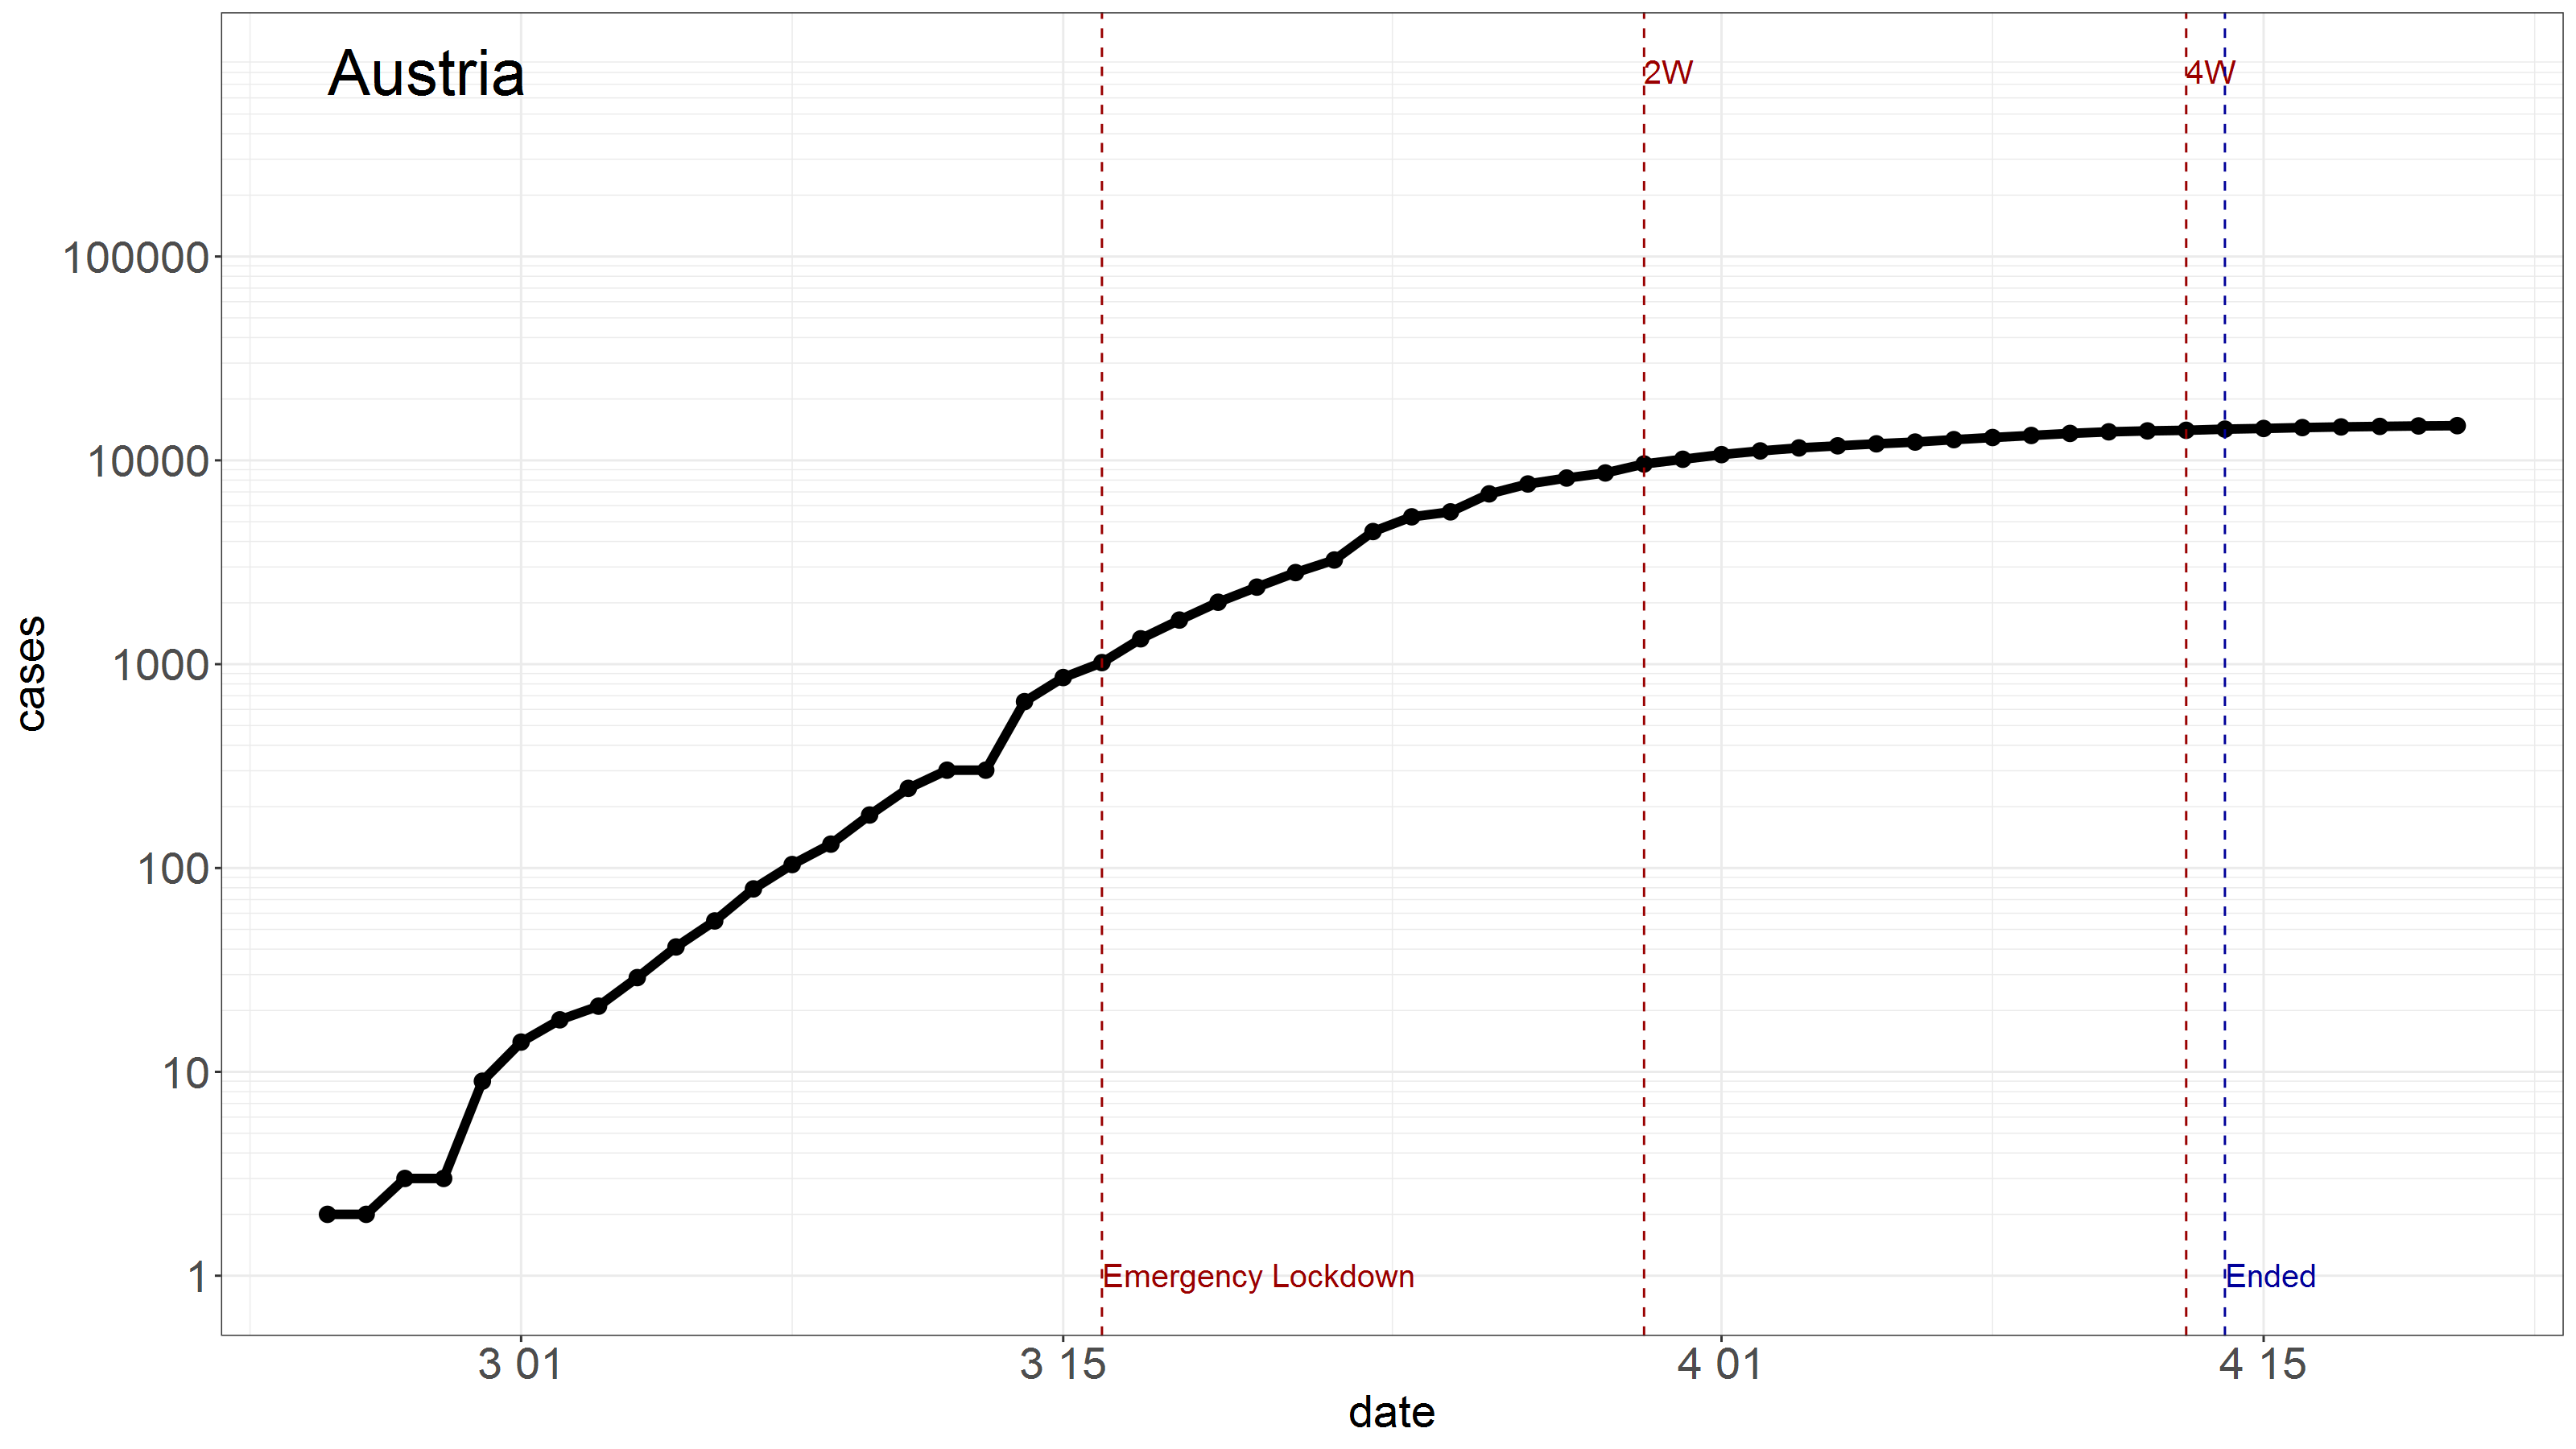 Austria
2W
4W
100000
10000
1000
100
10
1
cases
Emergency Lockdown
Ended
3 01
3 15
4 01
4 15
date